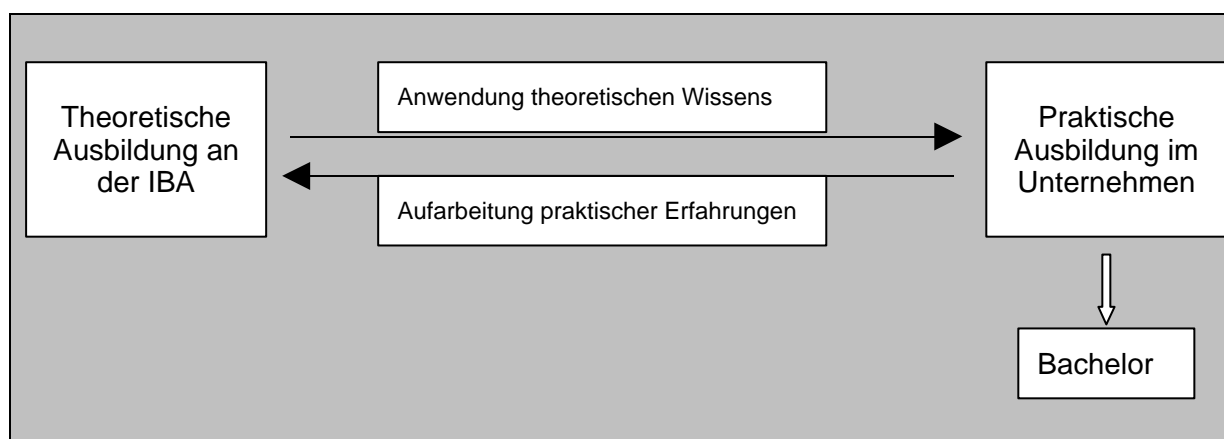 Theoretische
Ausbildung an
der IBA
Anwendung theoretischen Wissens
Aufarbeitung praktischer Erfahrungen
Praktische
Ausbildung im
Unternehmen
Bachelor